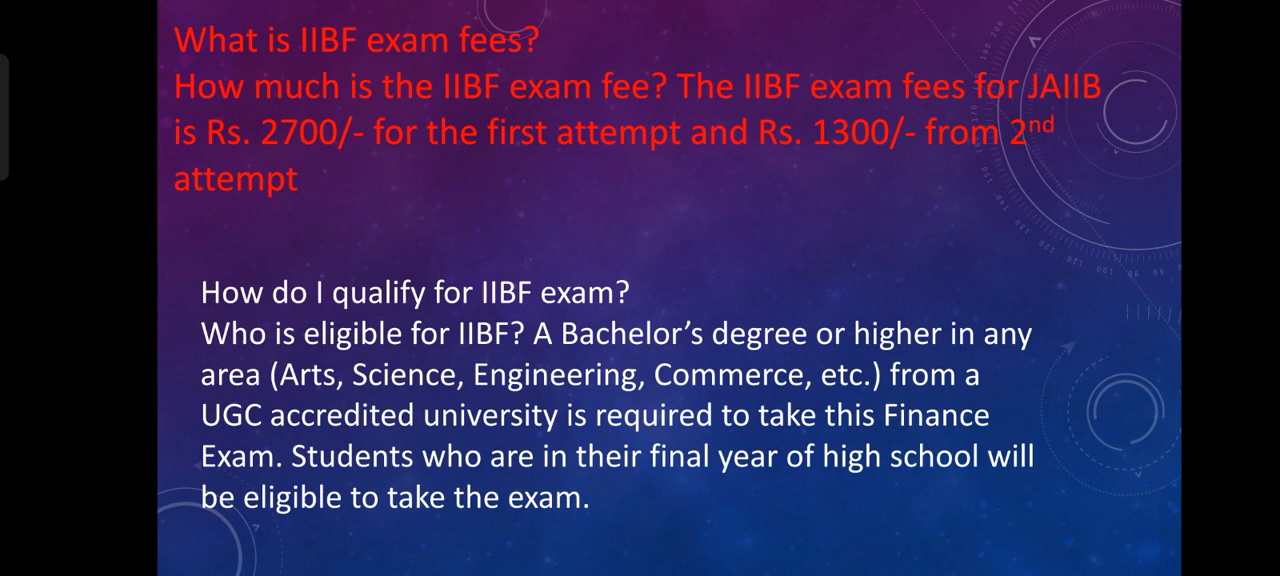 What is IIBF exam fees?
How much is the IIBF exam fee? The IIBF exam fees for JAIIB
is Rs. 2700/- for the first attempt and Rs. 1300/- from 2nd
attempt
How do I qualify for IIBF exam?
Who is eligible for IIBF? A Bachelor’s degree or higher in any
area (Arts, Science, Engineering, Commerce, etc.) from a
UGC accredited university is required to take this Finance
Exam. Students who are in their final year of high school will
be eligible to take the exam.